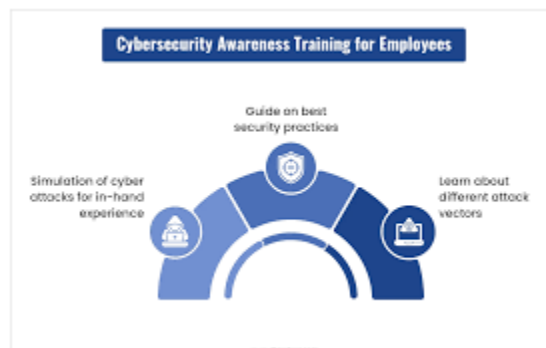 Cybersecurity Awareness Training for Employees
Guide on best
security practices
Simulation of cyber
attacks for in-hand
experience
Learn about
different attack
vectors